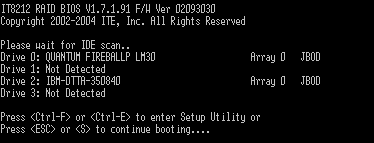 IT8212 RAID BIOS V1.7.1.91 F/W Ver 02093030
Copyright 2002-2004 ITE, Inc. All Rights Reserved
Please wait for IDE scan..
Drive 0: QUANTUM FIREBALLP LM30 Array 0 JBOD
Drive 1: Not Detected
Drive 2: IBM-DTTA-350840 Array 0 JBOD
Drive 3: Not Detected
Press <Ctrl-F> or <Ctrl-E> to enter Setup Utility or
Press <ESC> or <S> to continue booting....